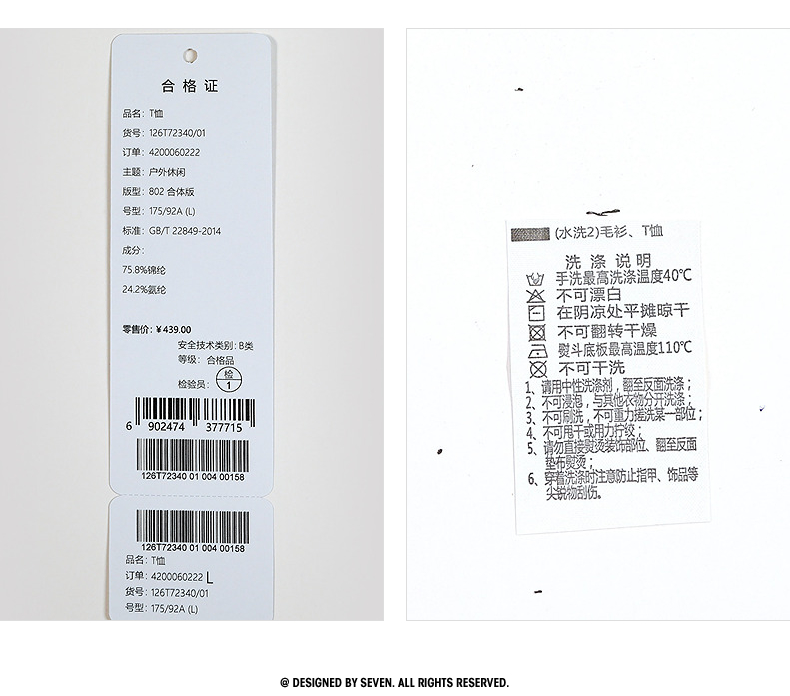 合格证
品名: T恤
货号: 126T72340/01
订单: 4200060222
主题: 户外休闲
版型: 802 合体版
号型: 175/92A (L)
标准: GB/T 22849-2014
成分:
75.8%锦纶
24.2%氨纶
零售价: ¥439.00
安全技术类别: B类
等级: 合格品
检验员: 检 1
6 902474 377715
126T72340 01 004 00158
126T72340 01 004 00158
品名: T恤
订单: 4200060222 L
货号: 126T72340/01
号型: 175/92A (L)
(水洗2)毛衫、T恤
洗涤说明
手洗最高洗涤温度40℃
不可漂白
在阴凉处平摊晾干
不可翻转干燥
熨斗底板最高温度110℃
不可干洗
1、请用中性洗涤剂，翻至反面洗涤；
2、不可浸泡，与其他衣物分开洗涤；
3、不可刷洗，不可重力搓洗某一部位；
4、不可甩干或用力拧绞；
5、请勿直接熨烫装饰部位、翻至反面
垫布熨烫；
6、穿着洗涤时注意防止指甲、饰品等
尖锐物刮伤。
@ DESIGNED BY SEVEN. ALL RIGHTS RESERVED.